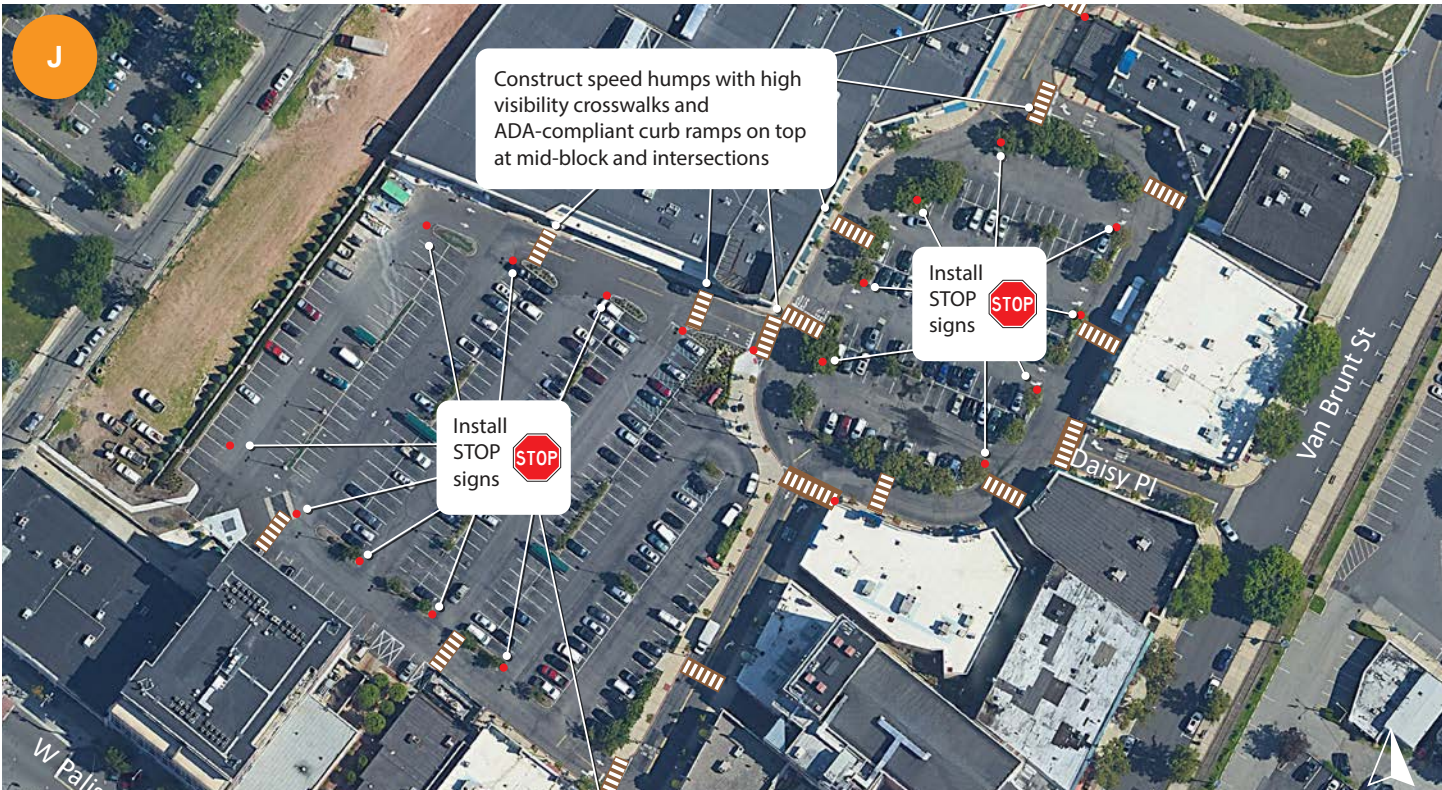 J
Construct speed humps with high
visibility crosswalks and
ADA-compliant curb ramps on top
at mid-block and intersections
Install
STOP
signs
STOP
Install
STOP
signs
STOP
Van Brunt St
Daisy Pl
W Palis